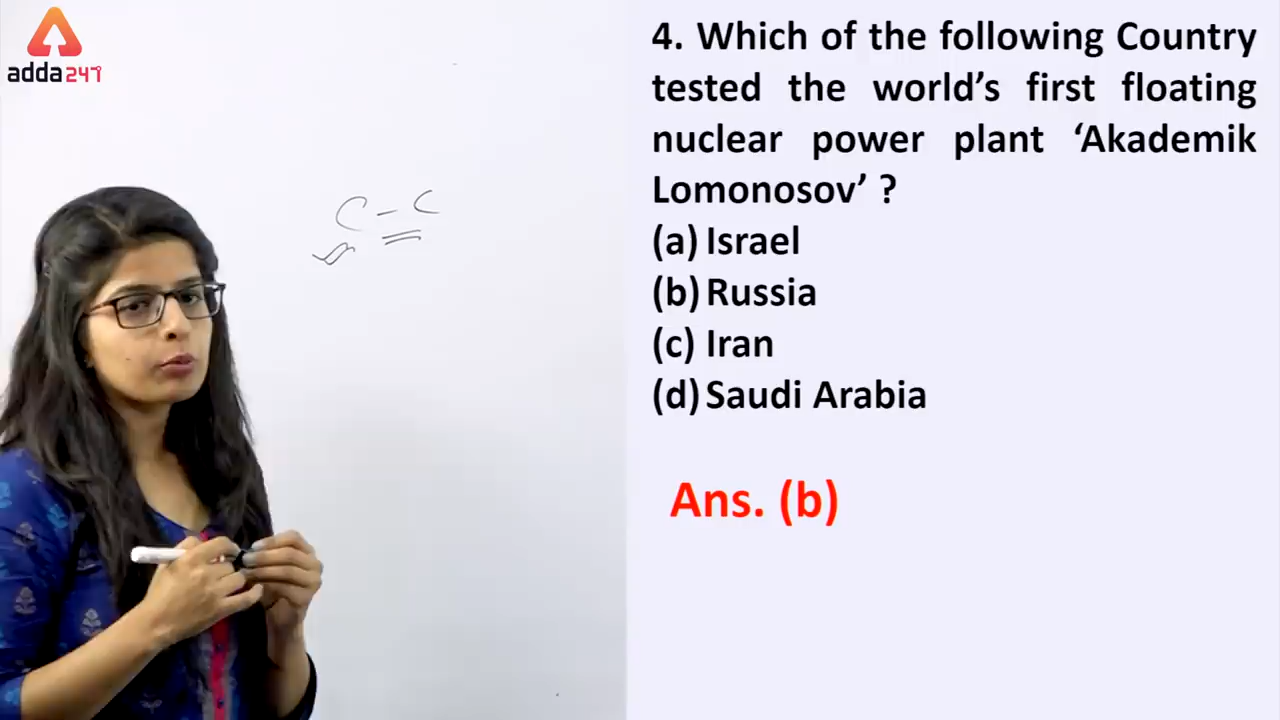 adda247
C - C
4. Which of the following Country
tested the world’s first floating
nuclear power plant ‘Akademik
Lomonosov’ ?
(a) Israel
(b) Russia
(c) Iran
(d) Saudi Arabia
Ans. (b)